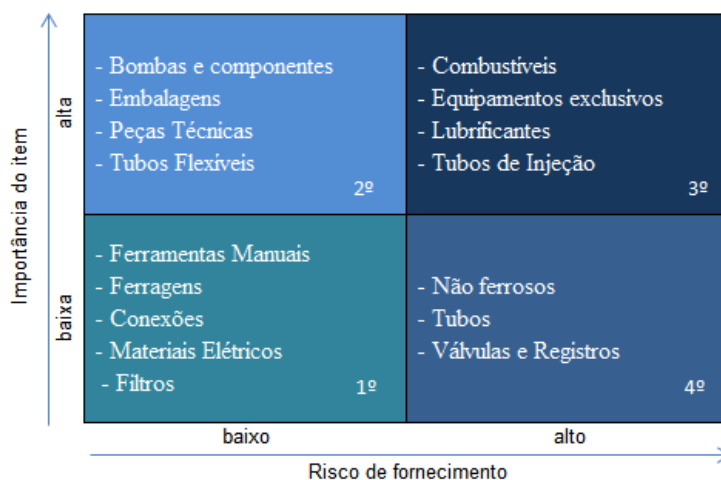 Importância do item
alta
baixa
- Bombas e componentes
- Embalagens
- Peças Técnicas
- Tubos Flexíveis
2º
- Combustíveis
- Equipamentos exclusivos
- Lubrificantes
- Tubos de Injeção
3º
- Ferramentas Manuais
- Ferragens
- Conexões
- Materiais Elétricos
- Filtros
1º
- Não ferrosos
- Tubos
- Válvulas e Registros
4º
baixo
alto
Risco de fornecimento